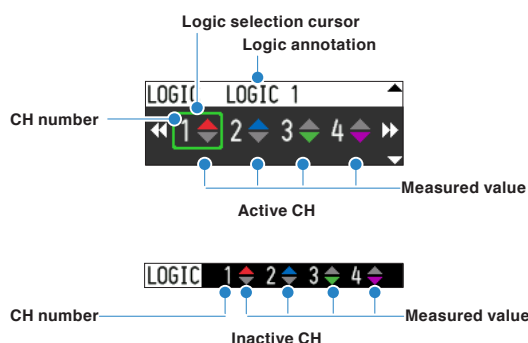 Logic selection cursor
Logic annotation
LOGIC LOGIC 1
CH number
1 2 3 4
Measured value
Active CH
LOGIC 1 2 3 4
CH number
Measured value
Inactive CH